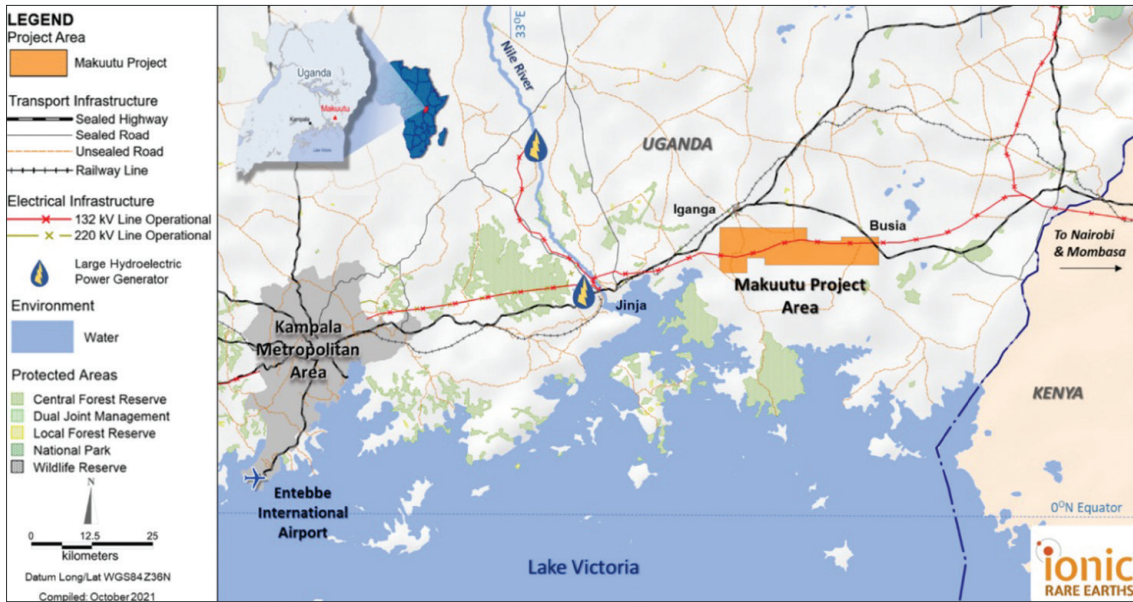 LEGEND
Project Area
Makuutu Project
Transport Infrastructure
Sealed Highway
Sealed Road
Unsealed Road
Railway Line
Electrical Infrastructure
132 kV Line Operational
220 kV Line Operational
Large Hydroelectric
Power Generator
Environment
Water
Protected Areas
Central Forest Reserve
Dual Joint Management
Local Forest Reserve
National Park
Wildlife Reserve
N
0 12.5 25
kilometers
Datum Long/Lat WGS84Z36N
Compiled: October 2021
33°E
Nile River
Uganda
Makuutu
Kampala
UGANDA
Iganga
Busia
To Nairobi
& Mombasa
Makuutu Project
Area
Jinja
Kampala
Metropolitan
Area
KENYA
Entebbe
International
Airport
0°N Equator
Lake Victoria
ionic
RARE EARTHS